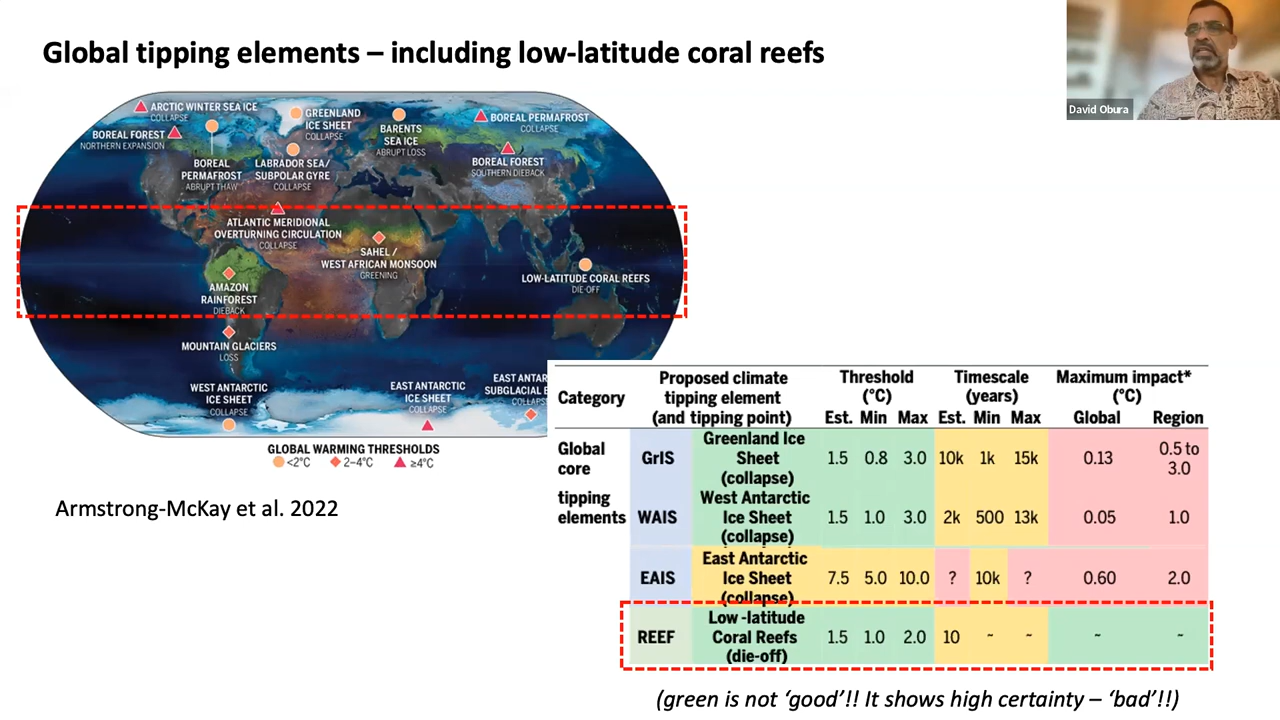 Global tipping elements – including low-latitude coral reefs
David Obura
ARCTIC WINTER SEA ICE
COLLAPSE
GREENLAND
ICE SHEET
COLLAPSE
BARENTS
SEA ICE
ABRUPT LOSS
BOREAL PERMAFROST
COLLAPSE
BOREAL FOREST
NORTHERN EXPANSION
BOREAL
PERMAFROST
ABRUPT THAW
LABRADOR SEA/
SUBPOLAR GYRE
COLLAPSE
BOREAL FOREST
SOUTHERN DIEBACK
ATLANTIC MERIDIONAL
OVERTURNING CIRCULATION
COLLAPSE
SAHEL /
WEST AFRICAN MONSOON
GREENING
LOW-LATITUDE CORAL REEFS
DIE-OFF
AMAZON
RAINFOREST
DIEBACK
MOUNTAIN GLACIERS
LOSS
WEST ANTARCTIC
ICE SHEET
COLLAPSE
EAST ANTARCTIC
ICE SHEET
COLLAPSE
EAST ANTAR
SUBGLACIAL B
COLLAPS
GLOBAL WARMING THRESHOLDS
<2°C 2–4°C ≥4°C
Armstrong-McKay et al. 2022
Category Proposed climate tipping element (and tipping point) Threshold (°C) Timescale (years) Maximum impact* (°C)
Est. Min Max Est. Min Max Global Region
Global core tipping elements
GrIS Greenland Ice Sheet (collapse) 1.5 0.8 3.0 10k 1k 15k 0.13 0.5 to 3.0
WAIS West Antarctic Ice Sheet (collapse) 1.5 1.0 3.0 2k 500 13k 0.05 1.0
EAIS East Antarctic Ice Sheet (collapse) 7.5 5.0 10.0 ? 10k ? 0.60 2.0
REEF Low-latitude Coral Reefs (die-off) 1.5 1.0 2.0 10 ~ ~ ~ ~
(green is not ‘good’!! It shows high certainty – ‘bad’!!)